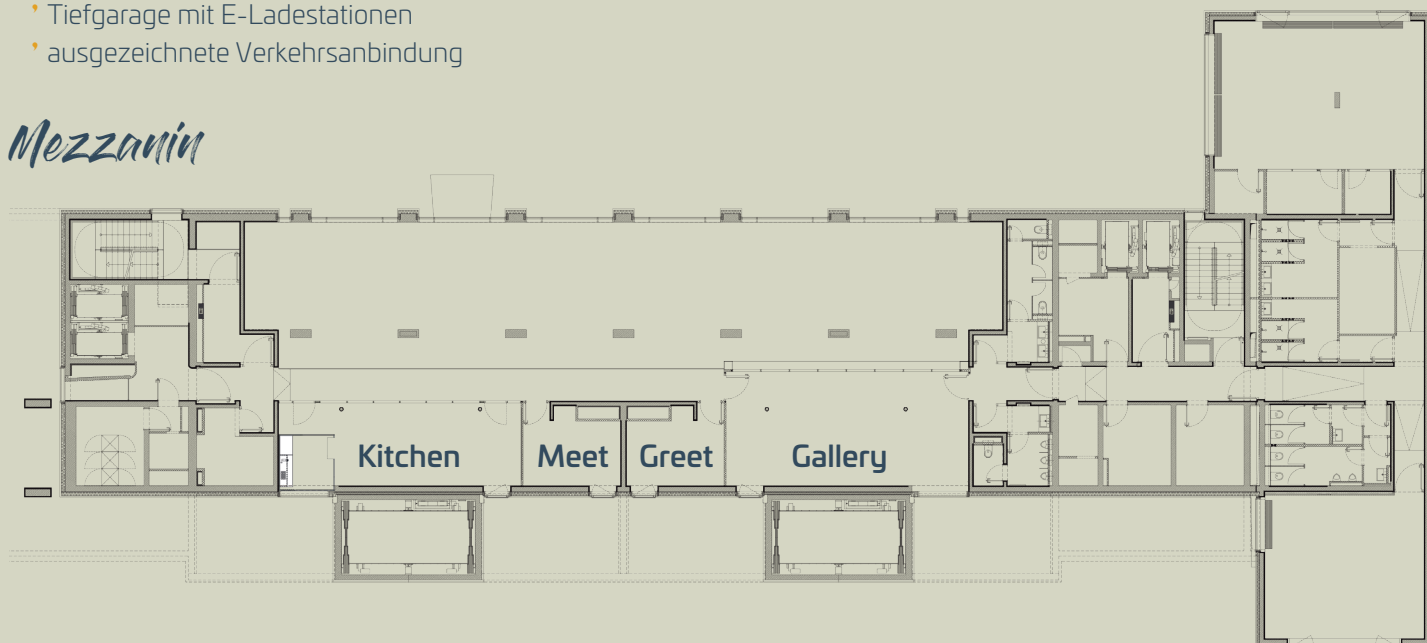 Tiefgarage mit E-Ladestationen
ausgezeichnete Verkehrsanbindung
Mezzanin
Kitchen
Meet
Greet
Gallery